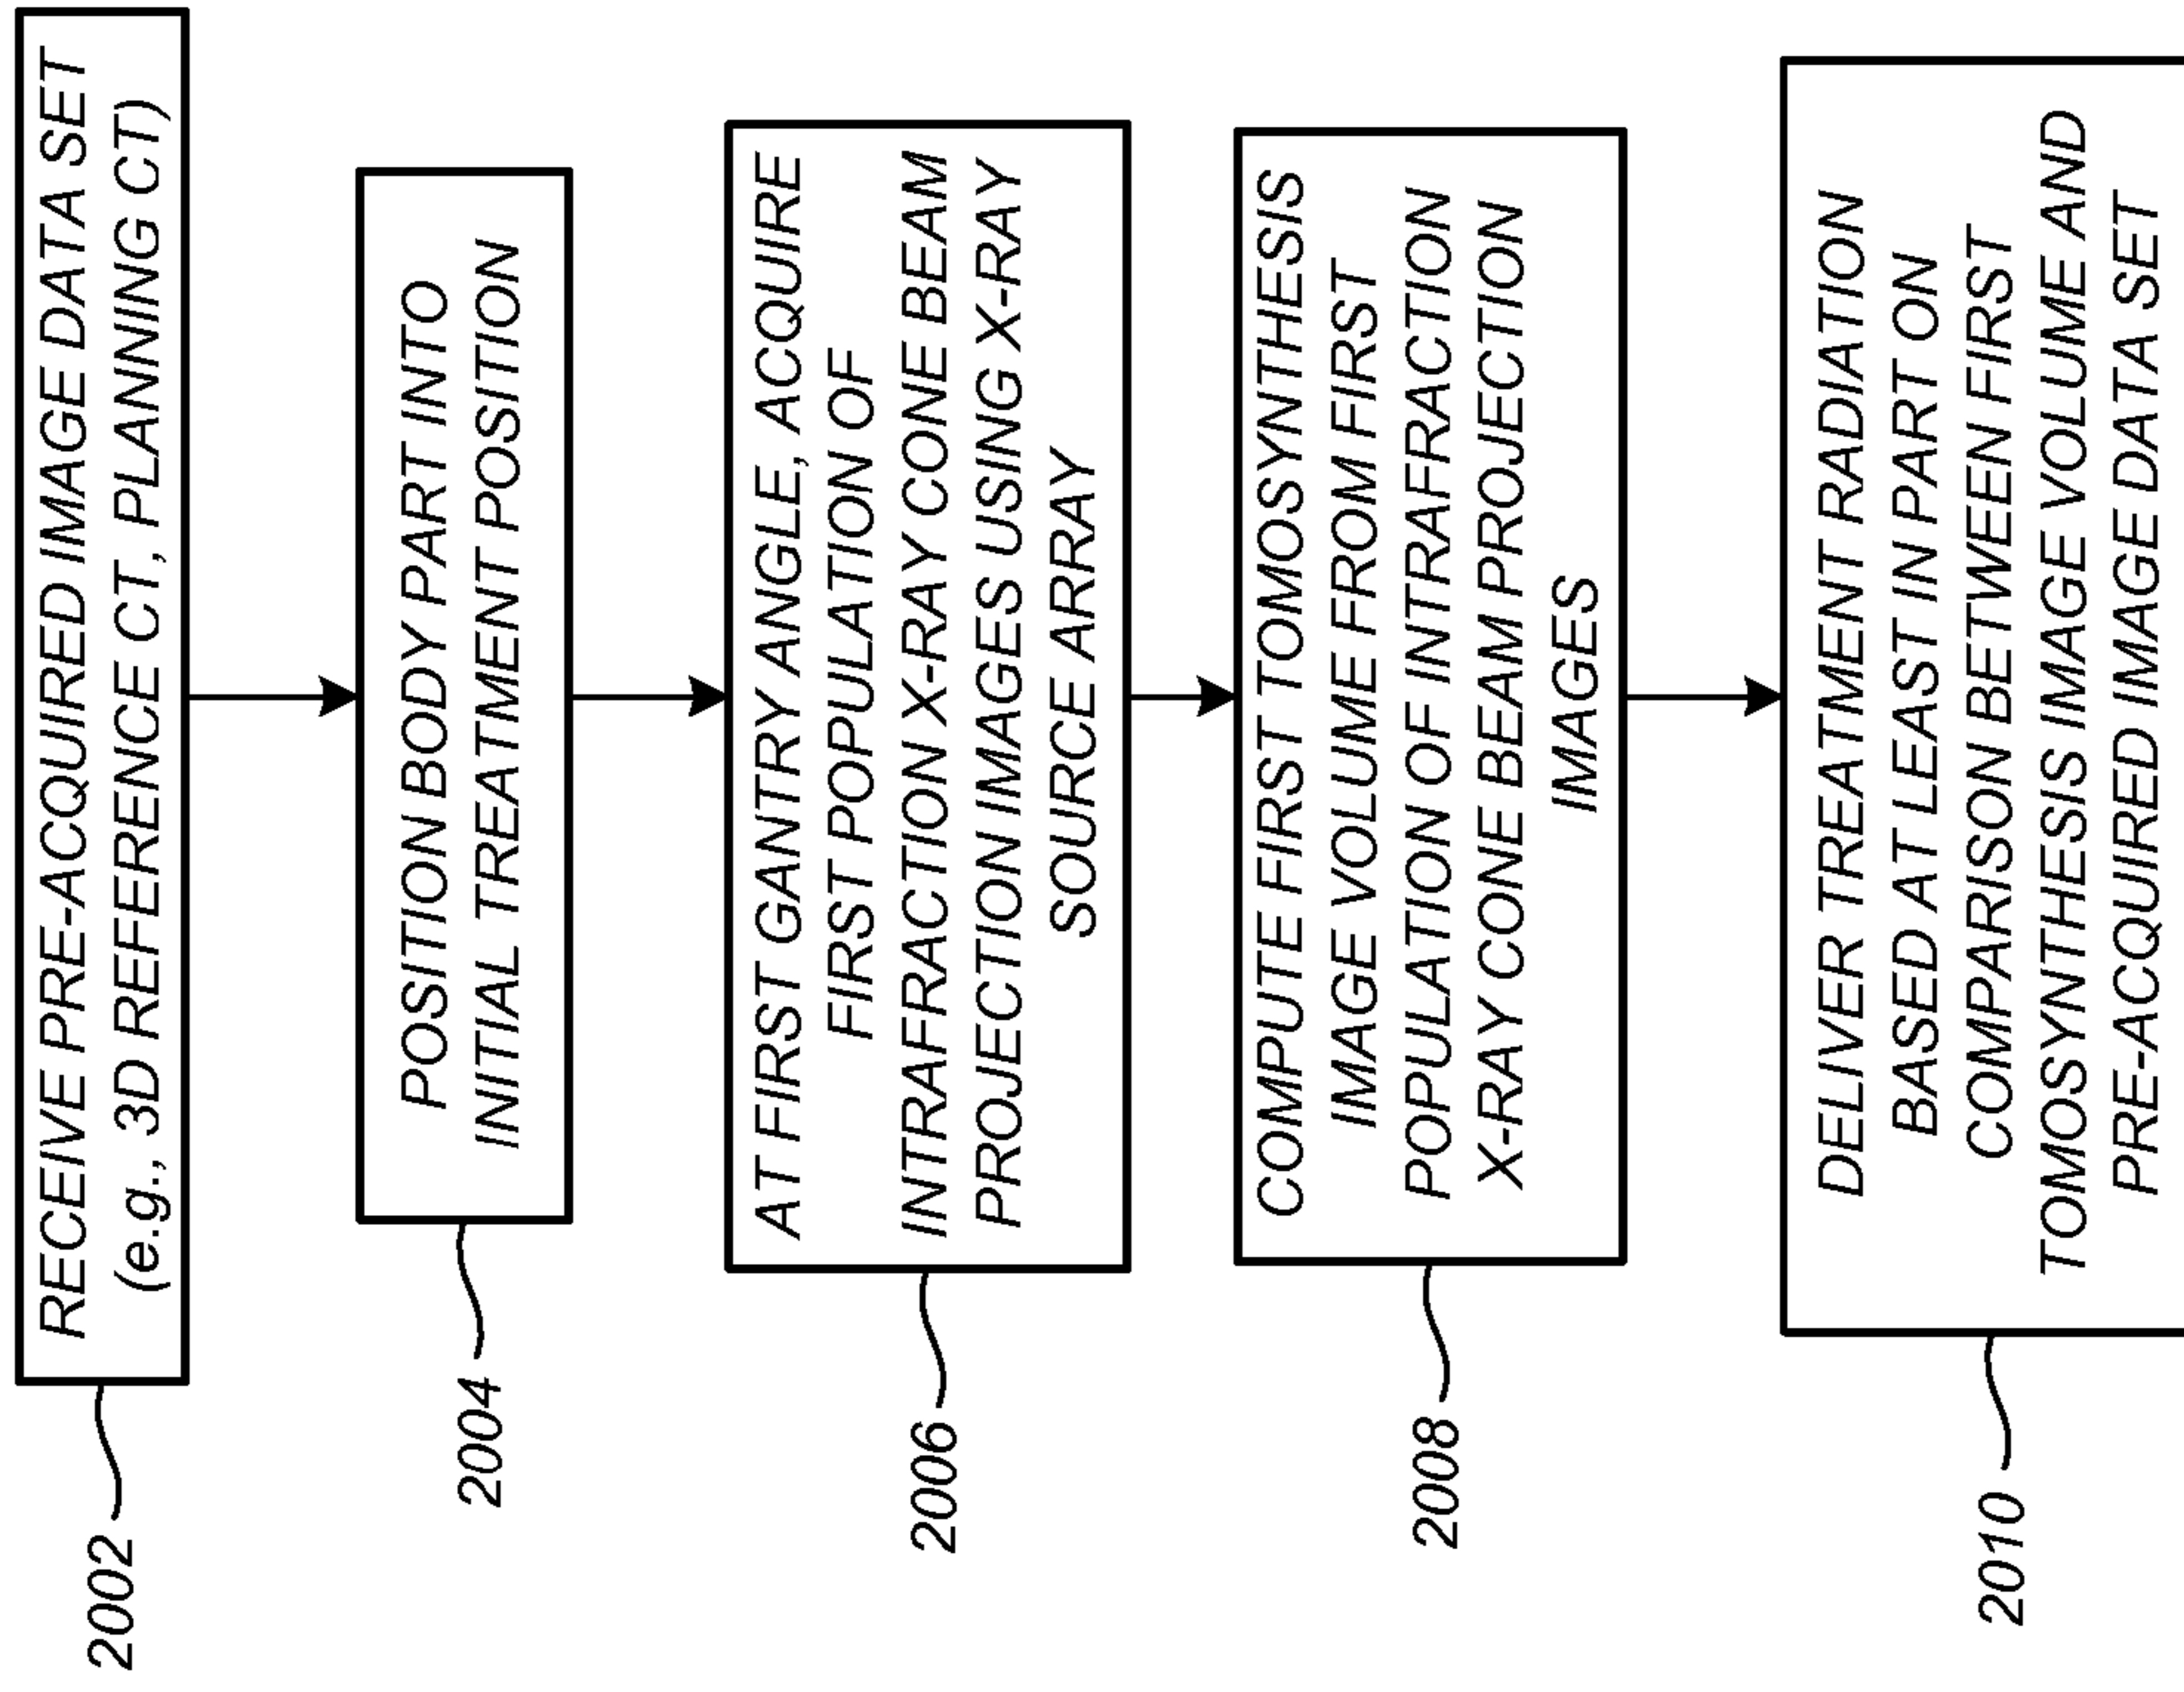 RECEIVE PRE-ACQUIRED IMAGE DATA SET
(e.g., 3D REFERENCE CT, PLANNING CT)
2002
POSITION BODY PART INTO
INITIAL TREATMENT POSITION
2004
AT FIRST GANTRY ANGLE, ACQUIRE
FIRST POPULATION OF
INTRAFRACTION X-RAY CONE BEAM
PROJECTION IMAGES USING X-RAY
SOURCE ARRAY
2006
COMPUTE FIRST TOMOSYNTHESIS
IMAGE VOLUME FROM FIRST
POPULATION OF INTRAFRACTION
X-RAY CONE BEAM PROJECTION
IMAGES
2008
DELIVER TREATMENT RADIATION
BASED AT LEAST IN PART ON
COMPARISON BETWEEN FIRST
TOMOSYNTHESIS IMAGE VOLUME AND
PRE-ACQUIRED IMAGE DATA SET
2010